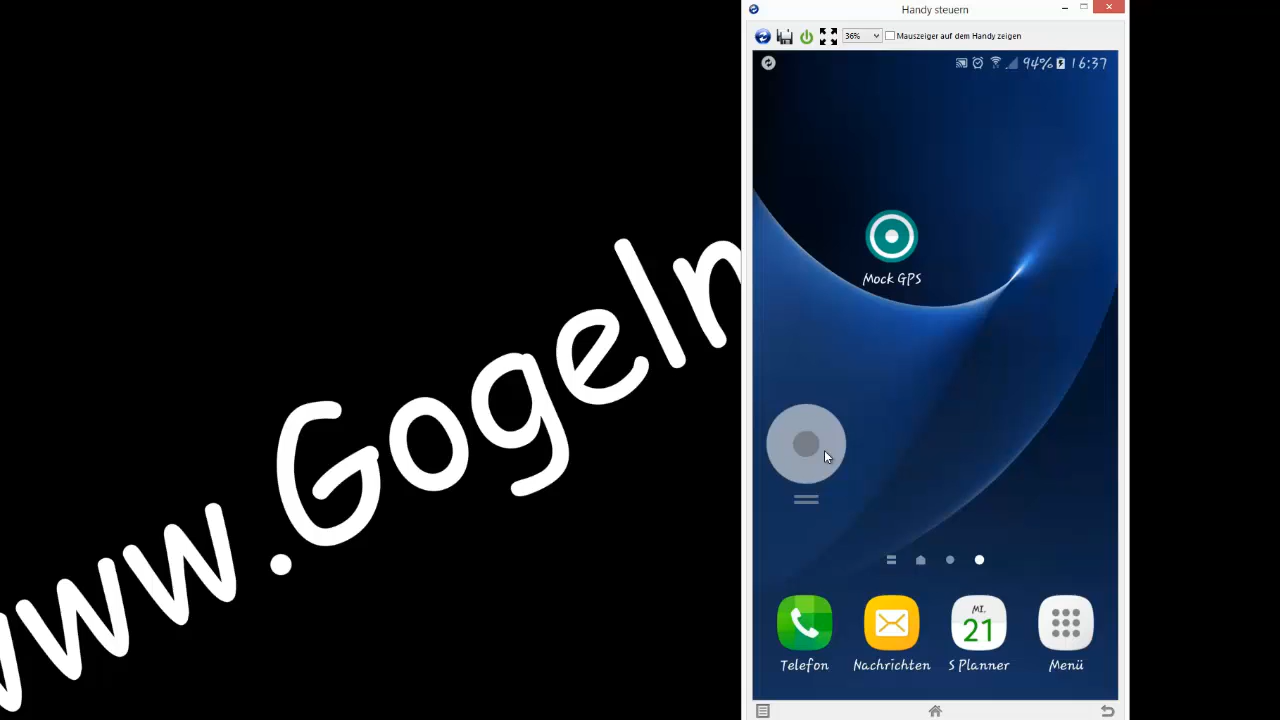 Handy steuern
36%
Mauszeiger auf dem Handy zeigen
94% 16:37
Mock GPS
www.Gogeln
MI.
21
Telefon
Nachrichten
S Planner
Menü